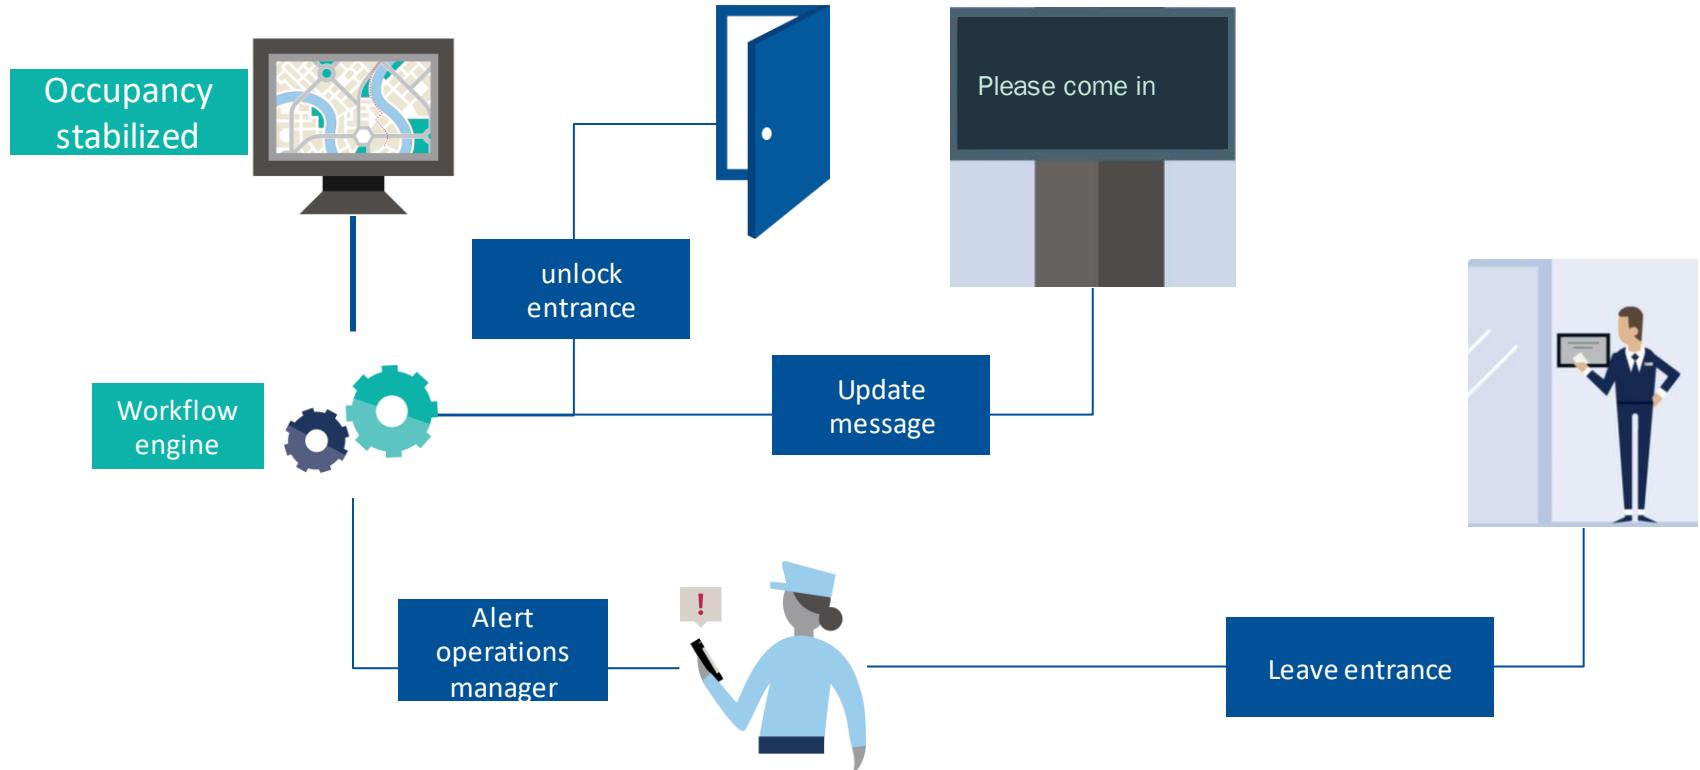 Occupancy
stabilized
Please come in
unlock
entrance
Workflow
engine
Update
message
!
Alert
operations
manager
Leave entrance